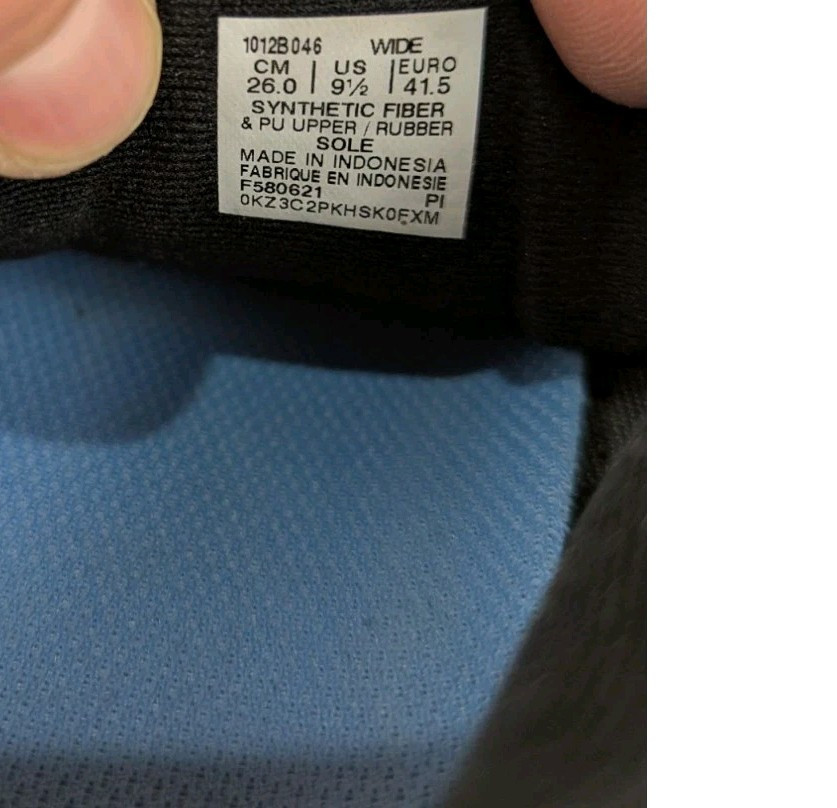 1012B046 WIDE
CM | US | EURO
26.0 | 9½ | 41.5
SYNTHETIC FIBER
& PU UPPER / RUBBER
SOLE
MADE IN INDONESIA
FABRIQUE EN INDONESIE
F580621 PI
0KZ3C2PKHSK0EXM